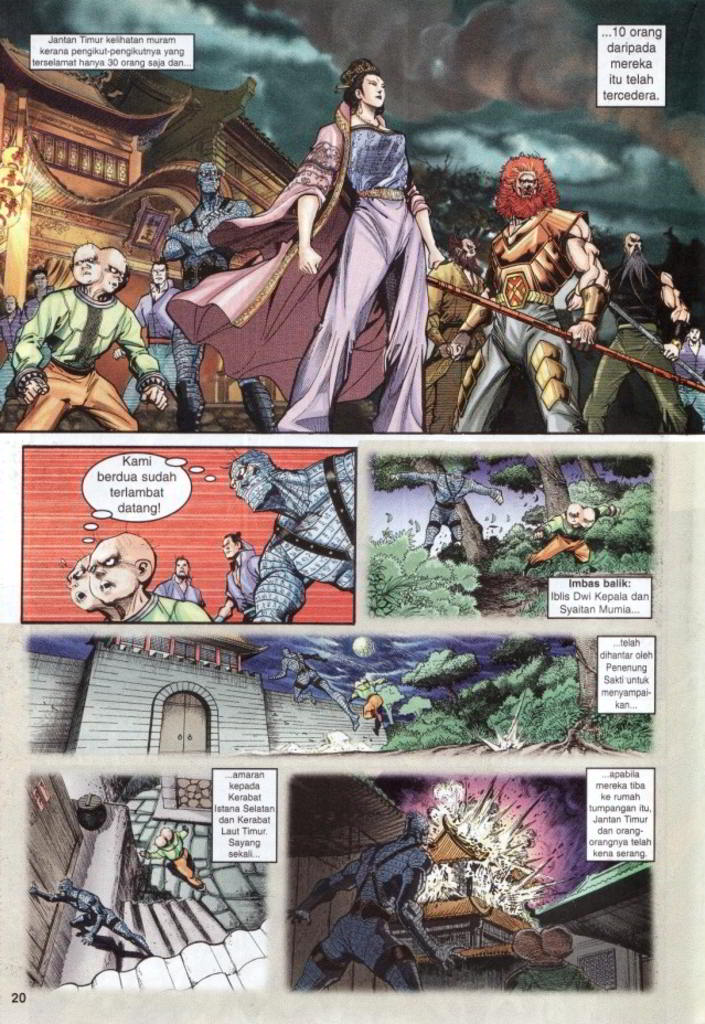 Jantan Timur kelihatan muram
kerana pengikut-pengikutnya yang
terselamat hanya 30 orang saja dan...
...10 orang
daripada
mereka
itu telah
tercedera.
Kami
berdua sudah
terlambat
datang!
Imbas balik:
Iblis Dwi Kepala dan
Syaitan Mumia...
...telah
dihantar oleh
Penenung
Sakti untuk
menyampai-
kan...
...amaran
kepada
Kerabat
Istana Selatan
dan Kerabat
Laut Timur.
Sayang
sekali...
...apabila
mereka tiba
ke rumah
tumpangan itu,
Jantan Timur
dan orang-
orangnya telah
kena serang.
20